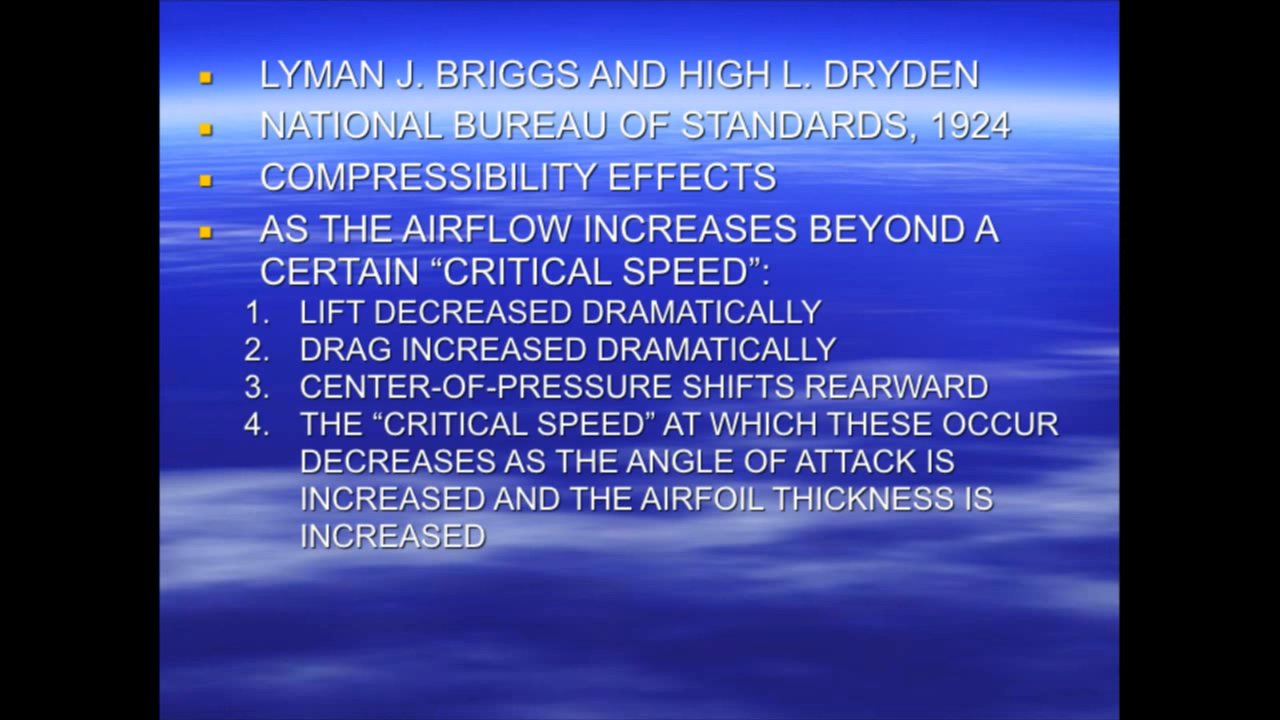 ▪ LYMAN J. BRIGGS AND HIGH L. DRYDEN
▪ NATIONAL BUREAU OF STANDARDS, 1924
▪ COMPRESSIBILITY EFFECTS
▪ AS THE AIRFLOW INCREASES BEYOND A
CERTAIN “CRITICAL SPEED”:
1. LIFT DECREASED DRAMATICALLY
2. DRAG INCREASED DRAMATICALLY
3. CENTER-OF-PRESSURE SHIFTS REARWARD
4. THE “CRITICAL SPEED” AT WHICH THESE OCCUR
DECREASES AS THE ANGLE OF ATTACK IS
INCREASED AND THE AIRFOIL THICKNESS IS
INCREASED